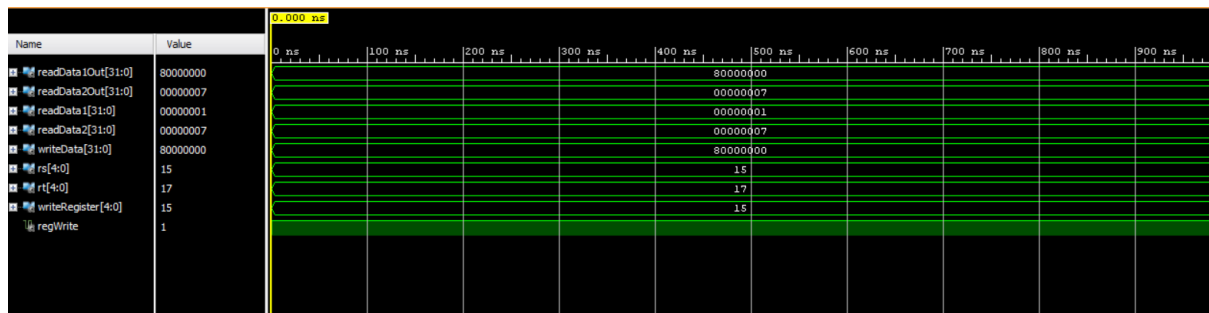 0.000 ns
Name Value 0 ns 100 ns 200 ns 300 ns 400 ns 500 ns 600 ns 700 ns 800 ns 900 ns
readData1Out[31:0] 80000000 80000000
readData2Out[31:0] 00000007 00000007
readData1[31:0] 00000001 00000001
readData2[31:0] 00000007 00000007
writeData[31:0] 80000000 80000000
rs[4:0] 15 15
rt[4:0] 17 17
writeRegister[4:0] 15 15
regWrite 1